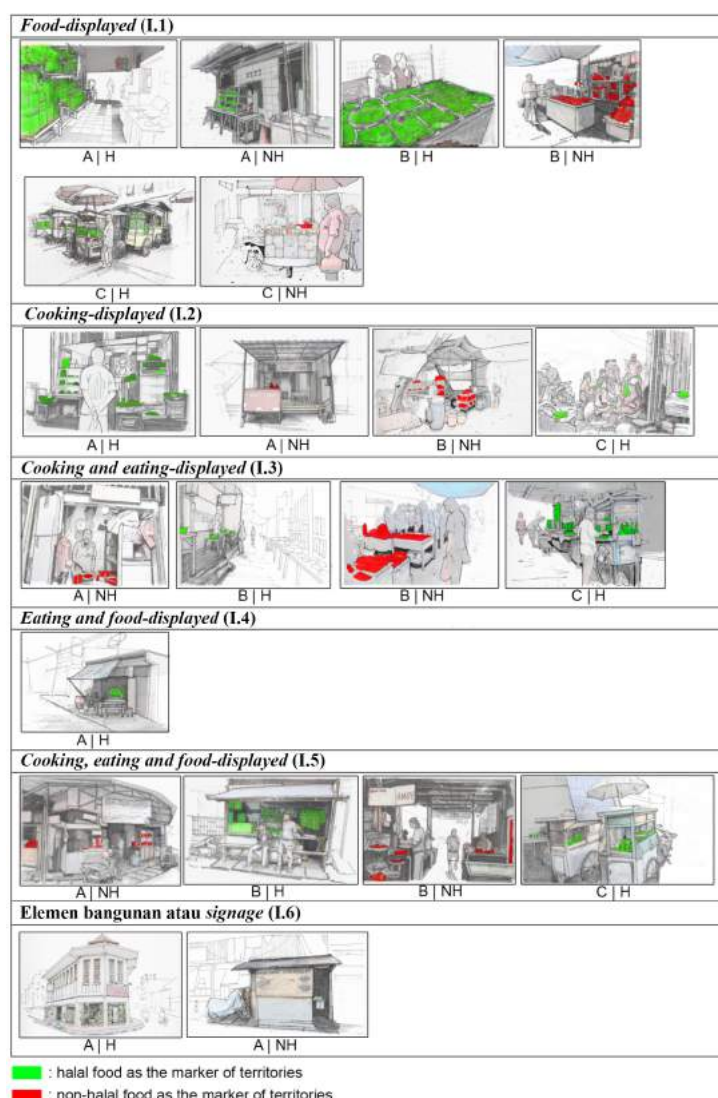 Food-displayed (I.1)
A | H
A | NH
B | H
B | NH
C | H
C | NH
Cooking-displayed (I.2)
A | H
A | NH
B | NH
C | H
Cooking and eating-displayed (I.3)
A | NH
B | H
B | NH
C | H
Eating and food-displayed (I.4)
A | H
Cooking, eating and food-displayed (I.5)
A | NH
B | H
B | NH
C | H
Elemen bangunan atau signage (I.6)
A | H
A | NH
: halal food as the marker of territories
: non-halal food as the marker of territories